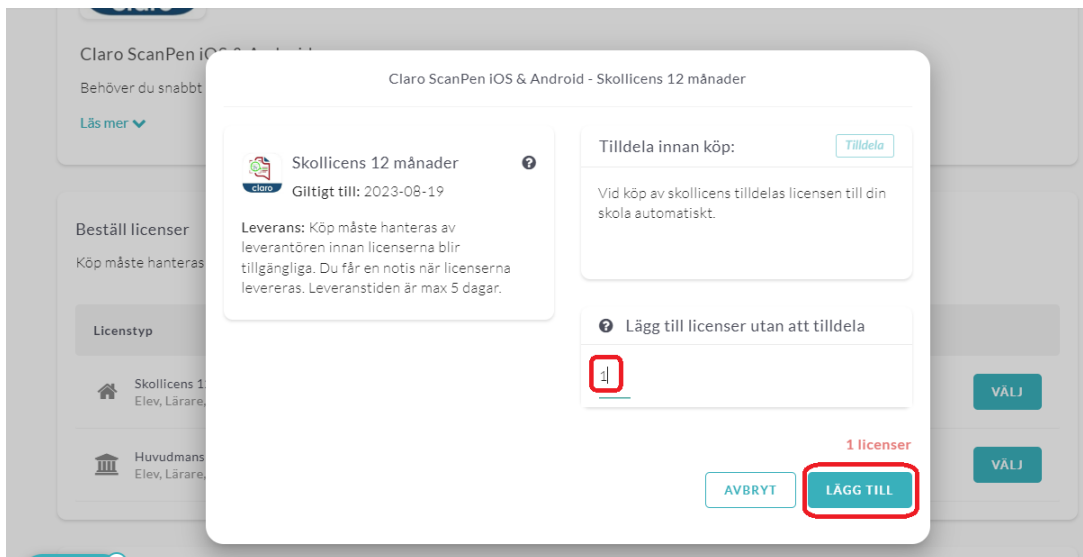 Claro ScanPen
Behöver du snabbt
Läs mer
Beställ licenser
Köp måste hanteras
Licenstyp
Skollicens
Elev, Lärare,
VÄLJ
Huvudmans
Elev, Lärare,
VÄLJ
Claro ScanPen iOS & Android - Skollicens 12 månader
claro
Skollicens 12 månader
Giltigt till: 2023-08-19
Leverans: Köp måste hanteras av
leverantören innan licenserna blir
tillgängliga. Du får en notis när licenserna
levereras. Leveranstiden är max 5 dagar.
Tilldela innan köp:
Tilldela
Vid köp av skollicens tilldelas licensen till din
skola automatiskt.
Lägg till licenser utan att tilldela
1
1 licenser
AVBRYT
LÄGG TILL